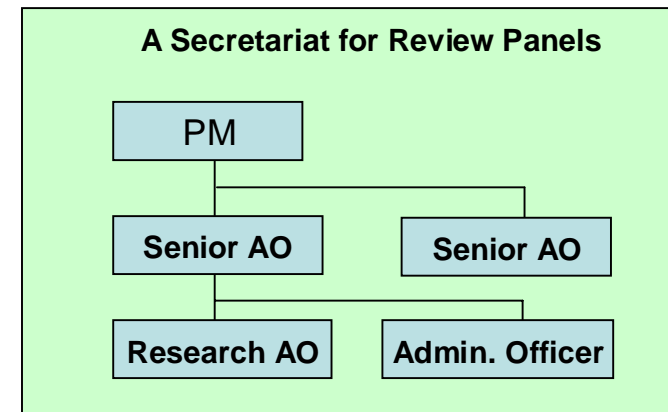 A Secretariat for Review Panels
PM
Senior AO
Senior AO
Research AO
Admin. Officer